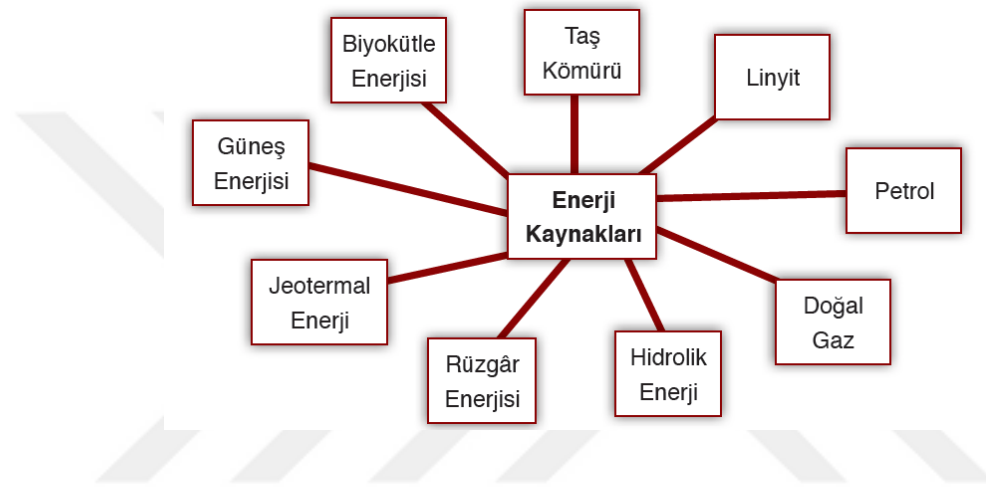 Biyokütle
Enerjisi
Taş
Kömürü
Linyit
Güneş
Enerjisi
Petrol
Enerji
Kaynakları
Jeotermal
Enerji
Doğal
Gaz
Rüzgâr
Enerjisi
Hidrolik
Enerji